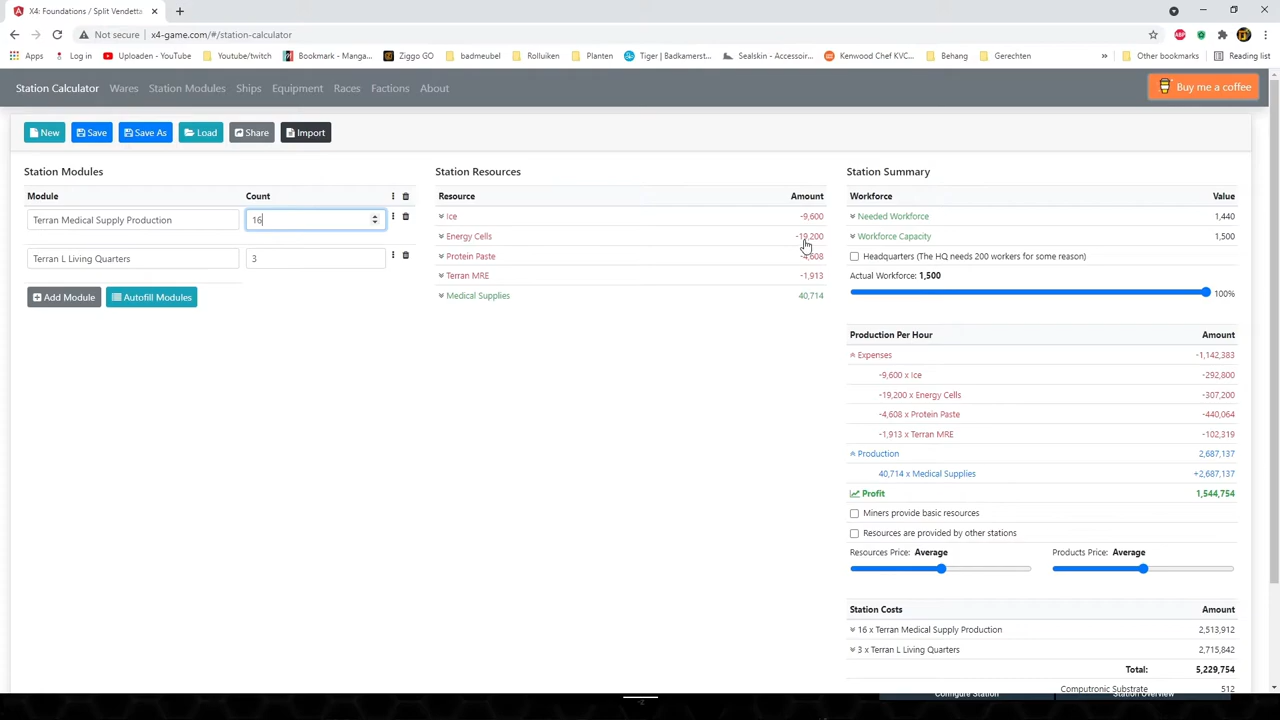 X4: Foundations / Split Vendetta
Not secure
x4-game.com/#/station-calculator
Apps
Log in
Uploaden - YouTube
Youtube/twitch
Bookmark - Manga...
Ziggo GO
badmeubel
Rolluiken
Planten
Tiger | Badkamerst...
Sealskin - Accessoir...
Kenwood Chef KVC...
Behang
Gerechten
»
Other bookmarks
Reading list
Station Calculator
Wares
Station Modules
Ships
Equipment
Races
Factions
About
Buy me a coffee
New
Save
Save As
Load
Share
Import
Station Modules
Module
Count
Terran Medical Supply Production
16
Terran L Living Quarters
3
Add Module
Autofill Modules
Station Resources
Resource
Amount
Ice
-9,600
Energy Cells
-19,200
Protein Paste
-4,608
Terran MRE
-1,913
Medical Supplies
40,714
Station Summary
Workforce
Value
Needed Workforce
1,440
Workforce Capacity
1,500
Headquarters (The HQ needs 200 workers for some reason)
Actual Workforce: 1,500
100%
Production Per Hour
Amount
Expenses
-1,142,383
-9,600 x Ice
-292,800
-19,200 x Energy Cells
-307,200
-4,608 x Protein Paste
-440,064
-1,913 x Terran MRE
-102,319
Production
2,687,137
40,714 x Medical Supplies
+2,687,137
Profit
1,544,754
Miners provide basic resources
Resources are provided by other stations
Resources Price: Average
Products Price: Average
Station Costs
Amount
16 x Terran Medical Supply Production
2,513,912
3 x Terran L Living Quarters
2,715,842
Total:
5,229,754
Computronic Substrate
512
Configure Station
Station Overview